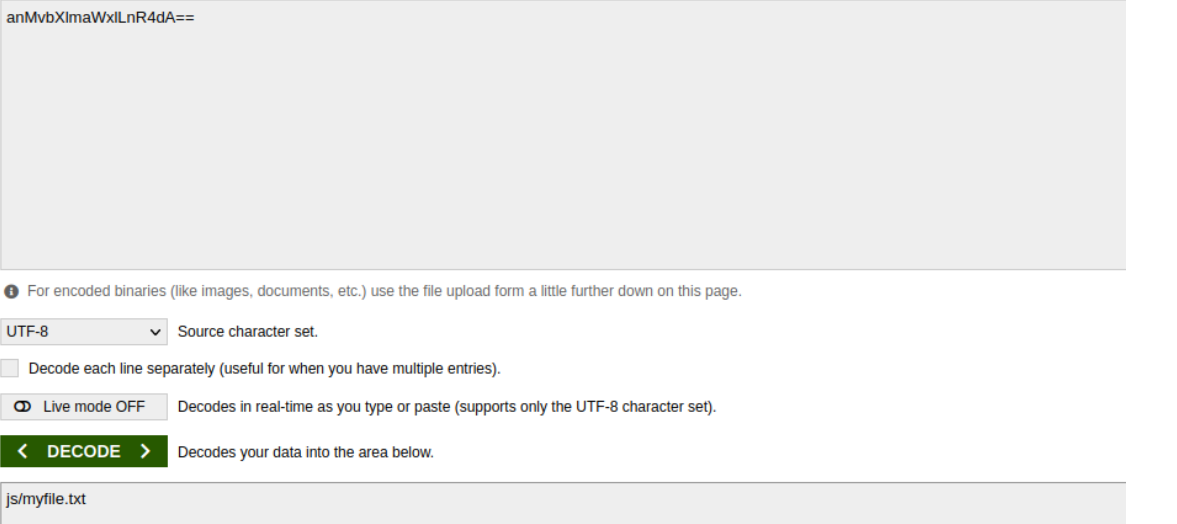 anMvbXlmaWxlLnR4dA==
For encoded binaries (like images, documents, etc.) use the file upload form a little further down on this page.
UTF-8 Source character set.
Decode each line separately (useful for when you have multiple entries).
Live mode OFF Decodes in real-time as you type or paste (supports only the UTF-8 character set).
< DECODE > Decodes your data into the area below.
js/myfile.txt